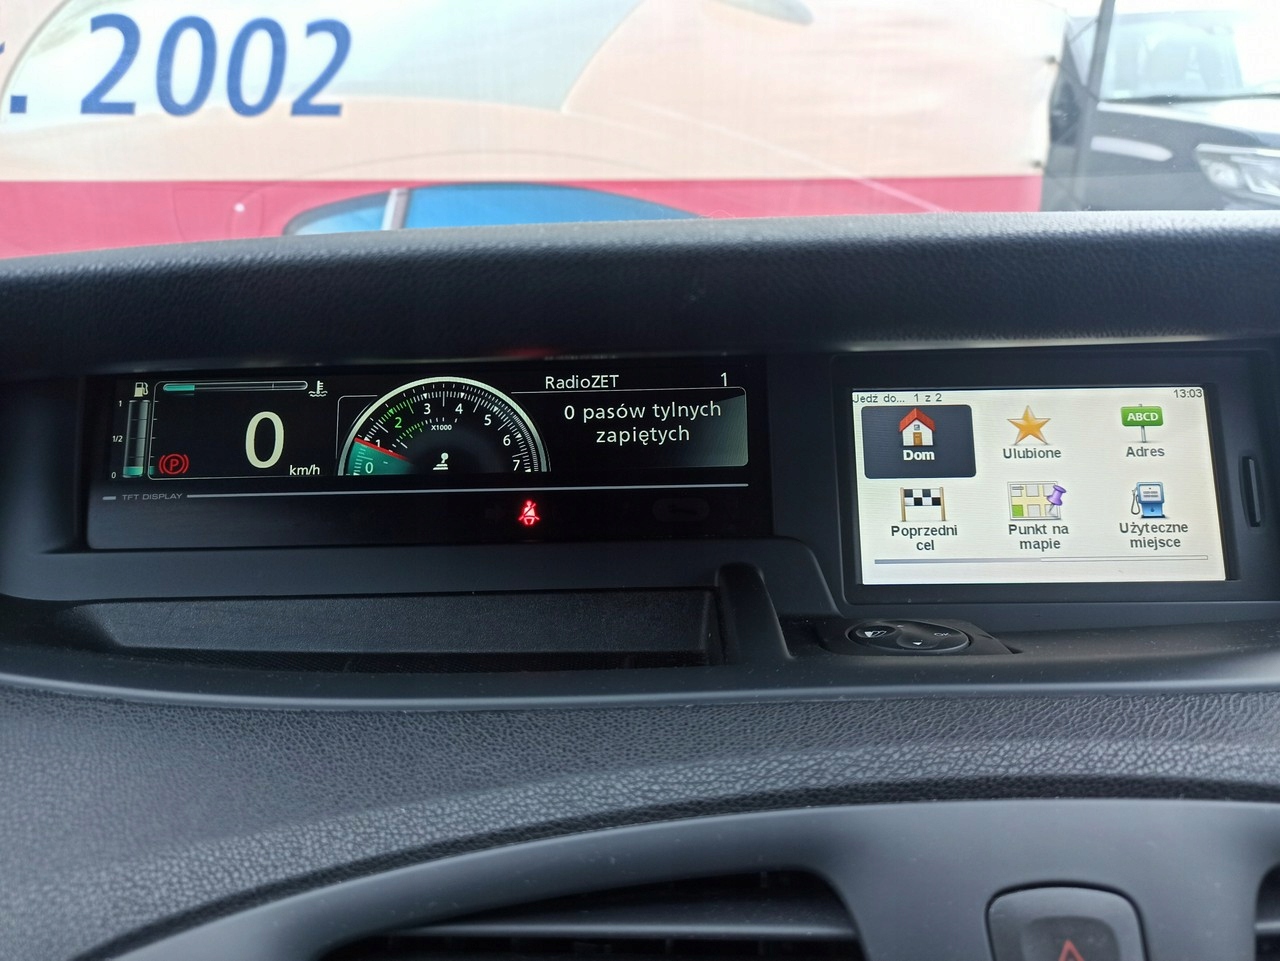 . 2002
RadioZET 1
0 pasów tylnych
zapiętych
1
1/2
0
P
0 km/h
0 1 2 3 4 5 6 7
X1000
TFT DISPLAY
Jedź do... 1 z 2 13:03
Dom
Ulubione
ABCD
Adres
Poprzedni
cel
Punkt na
mapie
Użyteczne
miejsce
OK